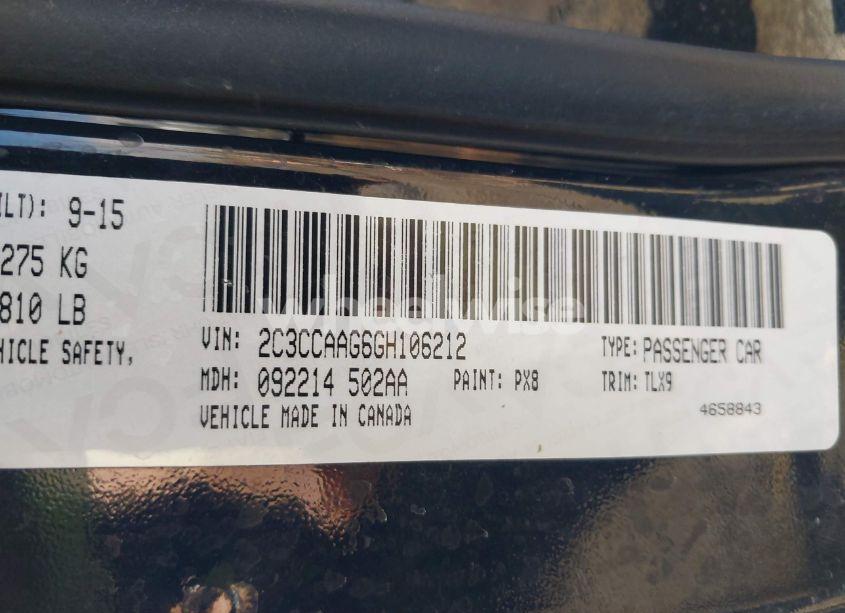 ILT): 9-15
275 KG
810 LB
HICLE SAFETY,
VIN: 2C3CCAAG6GH106212
TYPE: PASSENGER CAR
MDH: 092214 502AA
PAINT: PX8
TRIM: TLX9
VEHICLE MADE IN CANADA
4658843
wheelwise